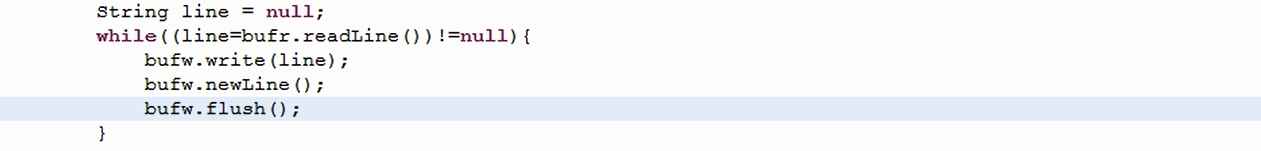 String line = null;
while((line=bufr.readLine())!=null){
bufw.write(line);
bufw.newLine();
bufw.flush();
}